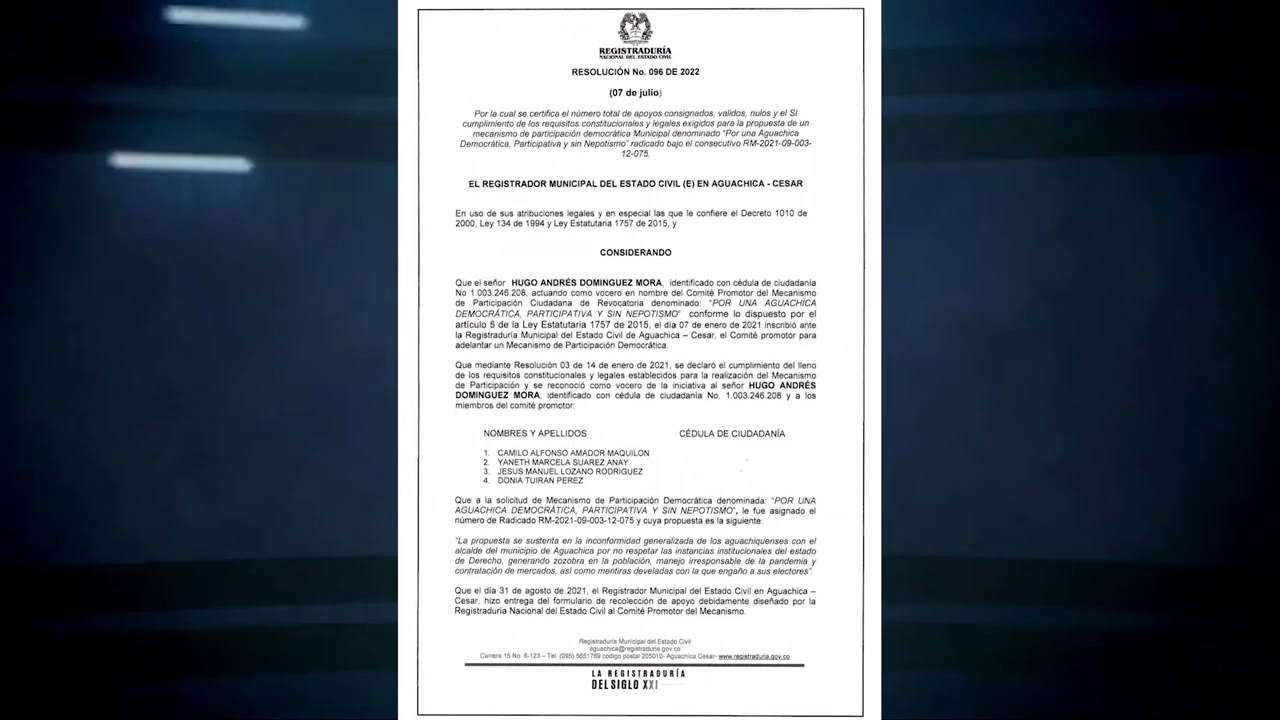 REGISTRADURÍA
NACIONAL DEL ESTADO CIVIL
RESOLUCIÓN No. 096 DE 2022
(07 de julio)
Por la cual se certifica el número total de apoyos consignados, validos, nulos y el SI
cumplimiento de los requisitos constitucionales y legales exigidos para la propuesta de un
mecanismo de participación democrática Municipal denominado "Por una Aguachica
Democrática, Participativa y sin Nepotismo" radicado bajo el consecutivo RM-2021-09-003-
12-075.
EL REGISTRADOR MUNICIPAL DEL ESTADO CIVIL (E) EN AGUACHICA - CESAR
En uso de sus atribuciones legales y en especial las que le confiere el Decreto 1010 de
2000, Ley 134 de 1994 y Ley Estatutaria 1757 de 2015, y
CONSIDERANDO
Que el señor HUGO ANDRÉS DOMINGUEZ MORA, identificado con cédula de ciudadanía
No 1.003.246.208, actuando como vocero en nombre del Comité Promotor del Mecanismo
de Participación Ciudadana de Revocatoria denominado: "POR UNA AGUACHICA
DEMOCRÁTICA, PARTICIPATIVA Y SIN NEPOTISMO" conforme lo dispuesto por el
artículo 5 de la Ley Estatutaria 1757 de 2015, el día 07 de enero de 2021 inscribió ante
la Registraduría Municipal del Estado Civil de Aguachica – Cesar, el Comité promotor para
adelantar un Mecanismo de Participación Democrática.
Que mediante Resolución 03 de 14 de enero de 2021, se declaró el cumplimiento del lleno
de los requisitos constitucionales y legales establecidos para la realización del Mecanismo
de Participación y se reconoció como vocero de la iniciativa al señor HUGO ANDRÉS
DOMINGUEZ MORA, identificado con cédula de ciudadanía No. 1.003.246.208 y a los
miembros del comité promotor:
NOMBRES Y APELLIDOS CÉDULA DE CIUDADANÍA
1. CAMILO ALFONSO AMADOR MAQUILON
2. YANETH MARCELA SUAREZ ANAY
3. JESUS MANUEL LOZANO RODRIGUEZ
4. DONIA TUIRAN PEREZ
Que a la solicitud de Mecanismo de Participación Democrática denominada: "POR UNA
AGUACHICA DEMOCRÁTICA, PARTICIPATIVA Y SIN NEPOTISMO", le fue asignado el
número de Radicado RM-2021-09-003-12-075 y cuya propuesta es la siguiente:
"La propuesta se sustenta en la inconformidad generalizada de los aguachiquenses con el
alcalde del municipio de Aguachica por no respetar las instancias institucionales del estado
de Derecho, generando zozobra en la población, manejo irresponsable de la pandemia y
contratación de mercados, así como mentiras develadas con la que engaño a sus electores".
Que el día 31 de agosto de 2021, el Registrador Municipal del Estado Civil en Aguachica –
Cesar, hizo entrega del formulario de recolección de apoyo debidamente diseñado por la
Registraduría Nacional del Estado Civil al Comité Promotor del Mecanismo.
Registraduría Municipal del Estado Civil
aguachica@registraduria.gov.co
Carrera 15 No. 6-123 – Tel. (095) 5651769 codigo postal 205010- Aguachica Cesar- www.registraduria.gov.co
LA REGISTRADURÍA
DEL SIGLO XXI